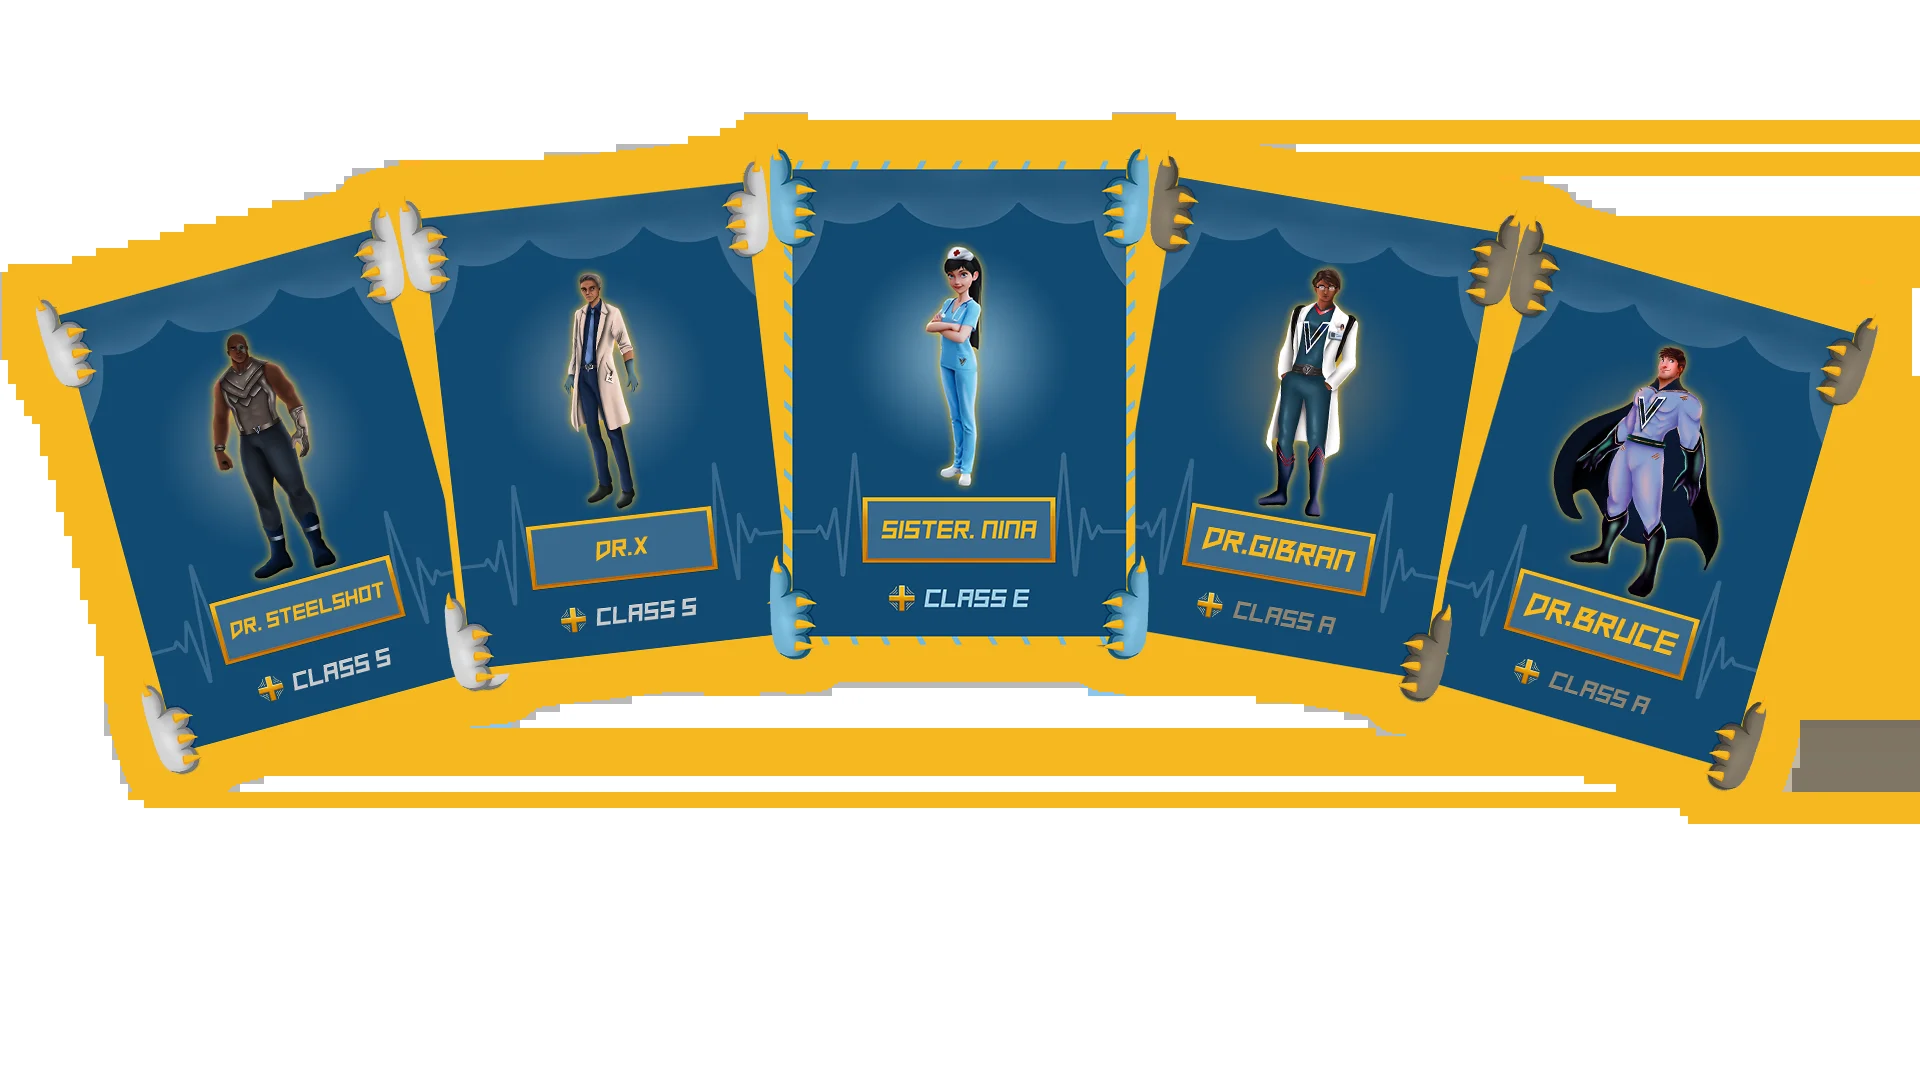 DR. STEELSHOT
CLASS S
DR.X
CLASS S
SISTER. NINA
CLASS E
DR.GIBRAN
CLASS A
DR.BRUCE
CLASS A